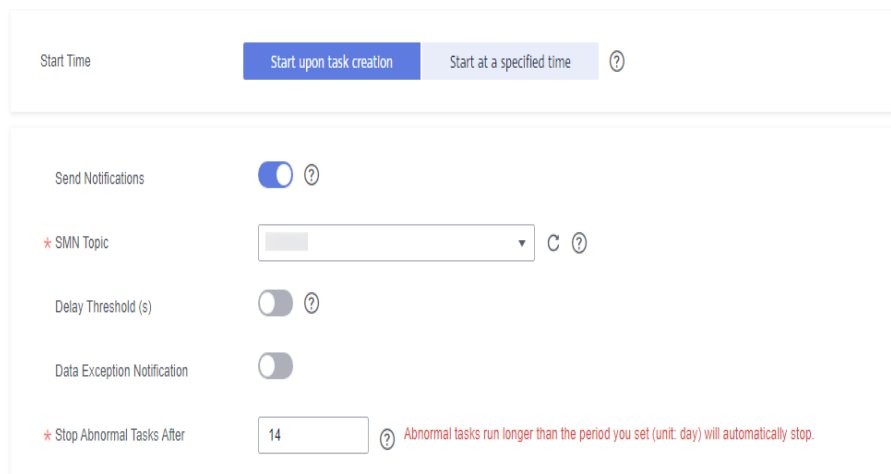 Start Time Start upon task creation Start at a specified time ?
Send Notifications ?
* SMN Topic ?
Delay Threshold (s) ?
Data Exception Notification
* Stop Abnormal Tasks After 14 ? Abnormal tasks run longer than the period you set (unit: day) will automatically stop.